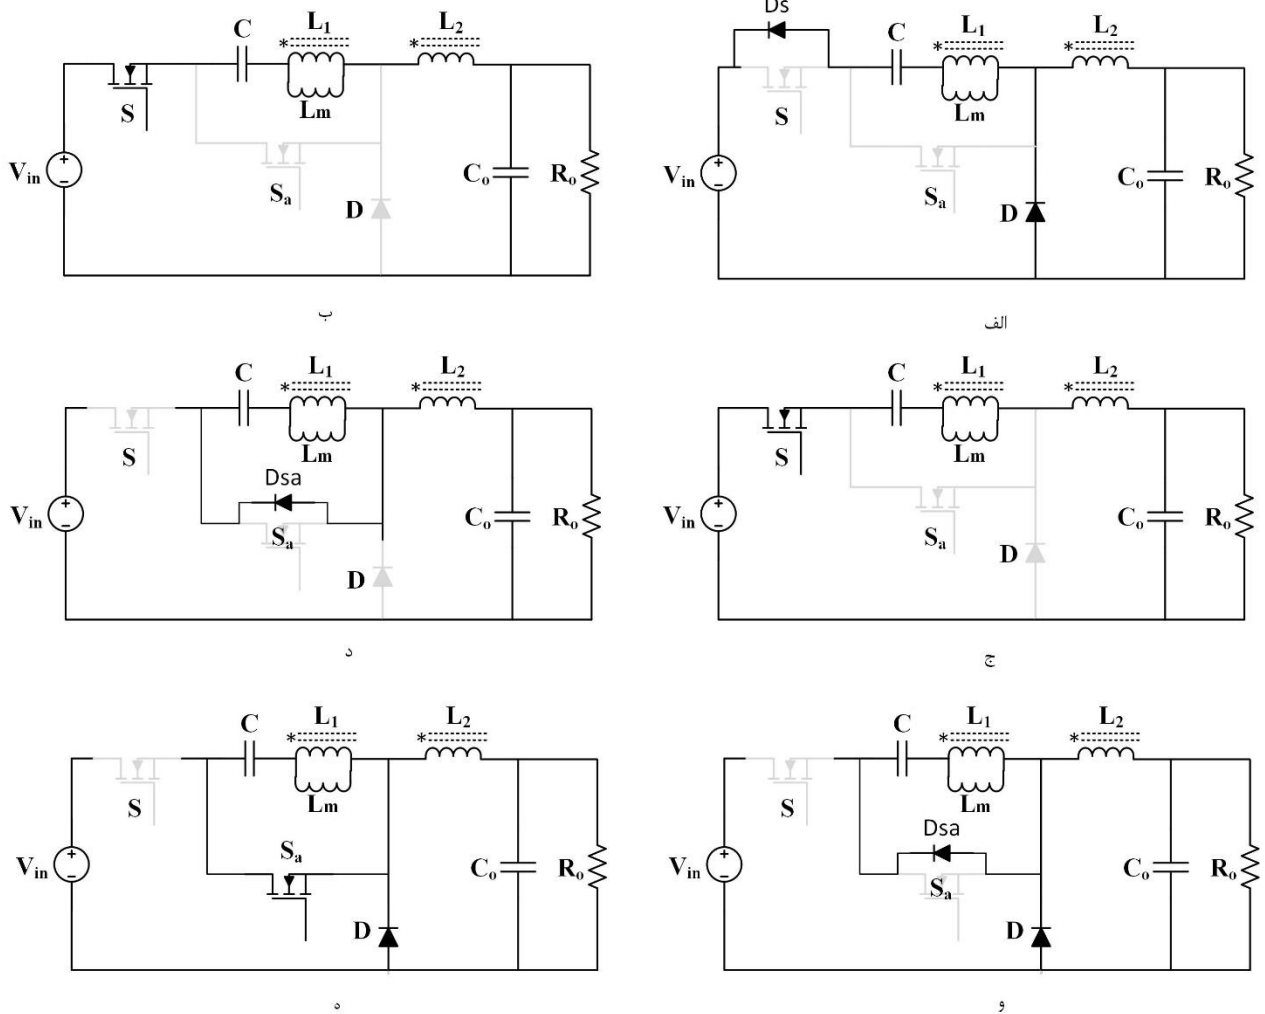 Ds
C
* L₁
* L₂
S
Lm
Vin
+
−
Sa
D
Co
Ro
الف
C
* L₁
* L₂
S
Lm
Vin
+
−
Sa
D
Co
Ro
ب
C
* L₁
* L₂
S
Lm
Vin
+
−
Sa
D
Co
Ro
ج
C
* L₁
* L₂
S
Lm
Dsa
Vin
+
−
Sa
D
Co
Ro
د
C
* L₁
* L₂
S
Lm
Dsa
Vin
+
−
Sa
D
Co
Ro
و
C
* L₁
* L₂
S
Lm
Sa
Vin
+
−
D
Co
Ro
ه